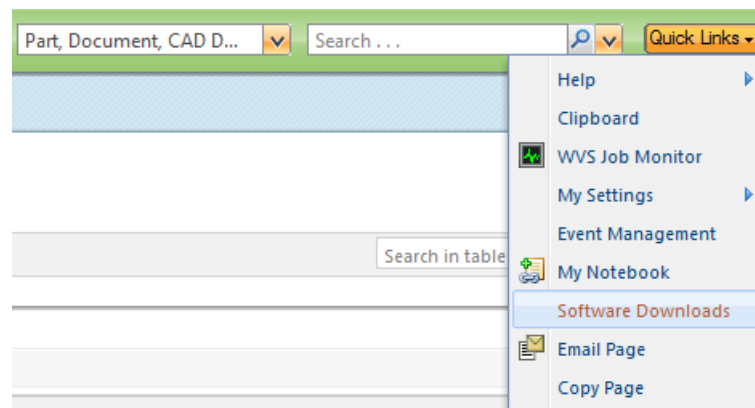 Part, Document, CAD D... Search . . . Quick Links
Help
Clipboard
WVS Job Monitor
My Settings
Event Management
Search in table
My Notebook
Software Downloads
Email Page
Copy Page